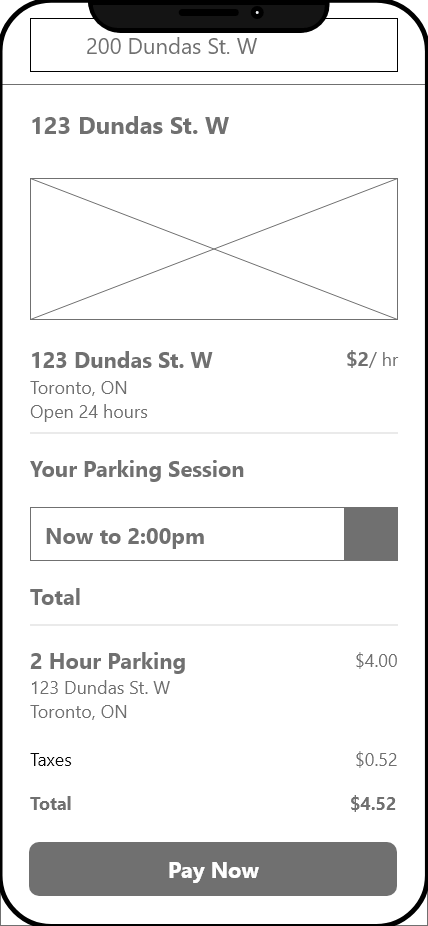 200 Dundas St. W
123 Dundas St. W
123 Dundas St. W
$2/ hr
Toronto, ON
Open 24 hours
Your Parking Session
Now to 2:00pm
Total
2 Hour Parking
$4.00
123 Dundas St. W
Toronto, ON
Taxes
$0.52
Total
$4.52
Pay Now